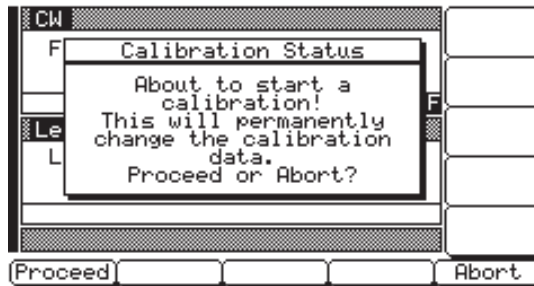 CW
F
Calibration Status
About to start a
calibration!
F
This will permanently
Le
change the calibration
L
data.
Proceed or Abort?
Proceed
Abort